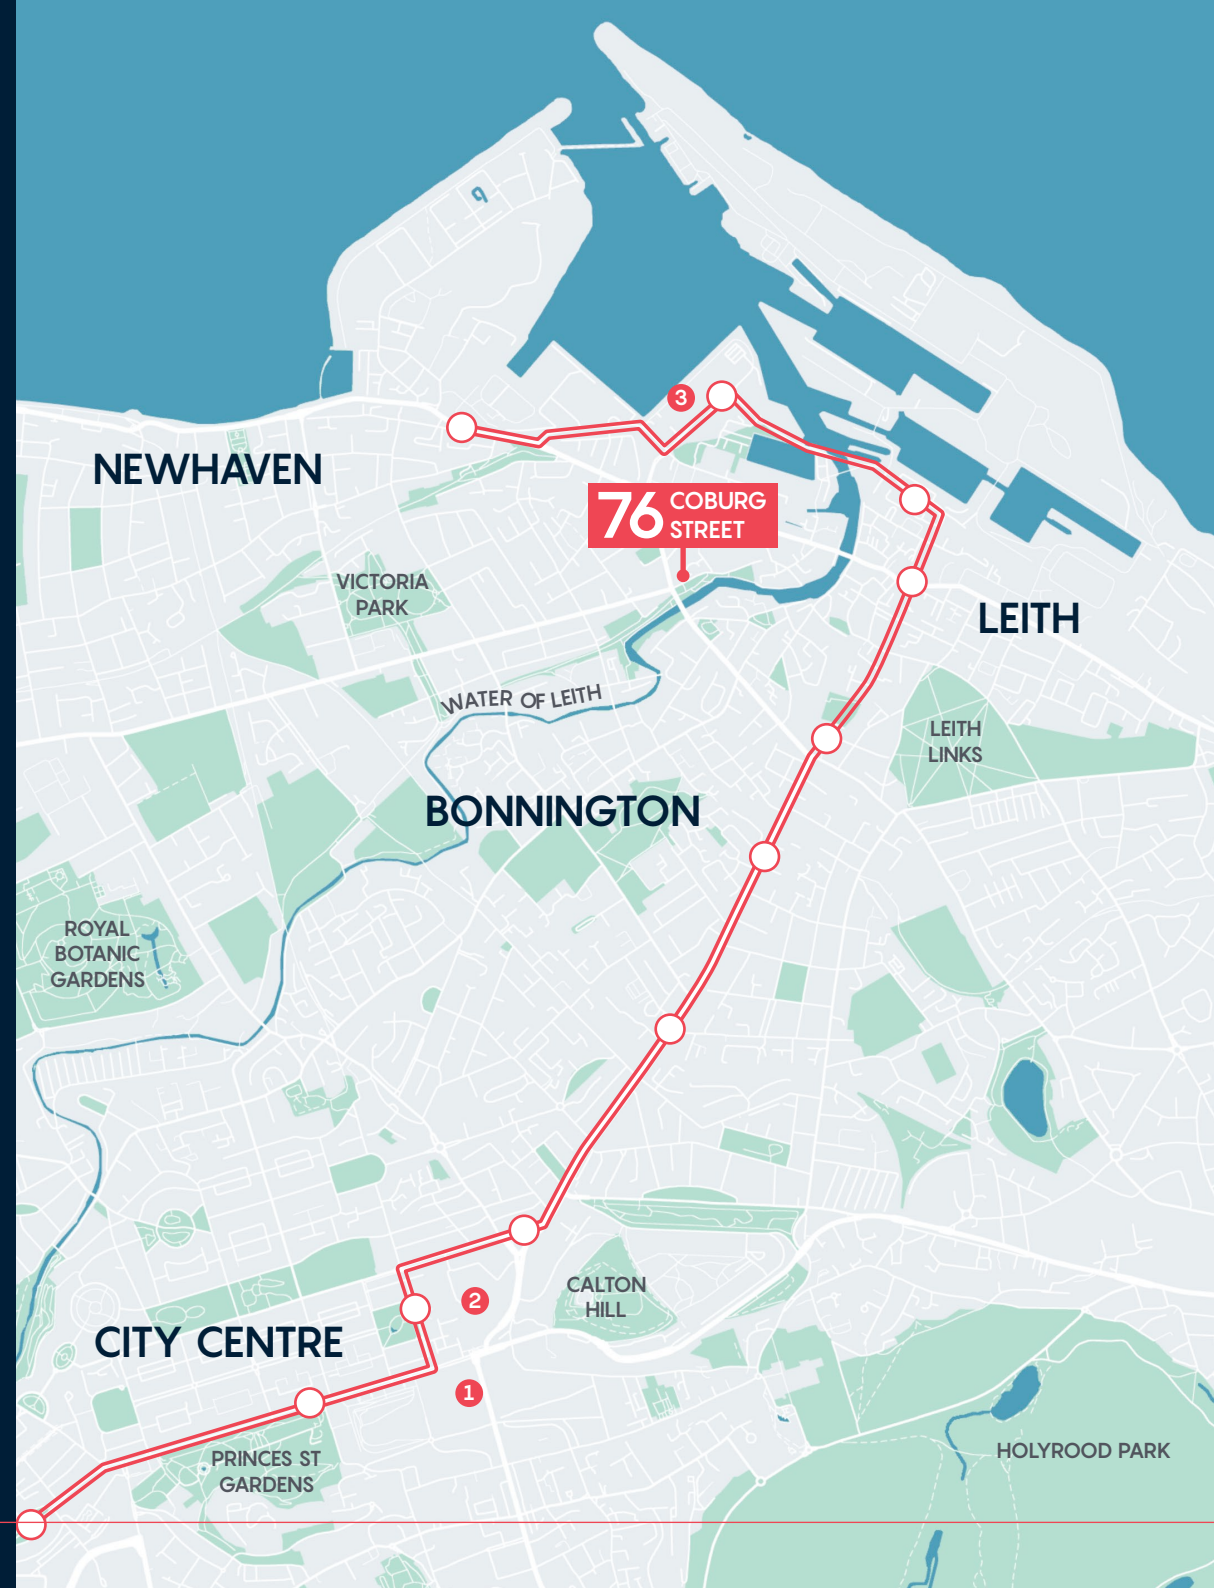 3
NEWHAVEN
76 COBURG
STREET
VICTORIA
PARK
LEITH
WATER OF LEITH
LEITH
LINKS
BONNINGTON
ROYAL
BOTANIC
GARDENS
CALTON
HILL
2
CITY CENTRE
1
PRINCES ST
GARDENS
HOLYROOD PARK